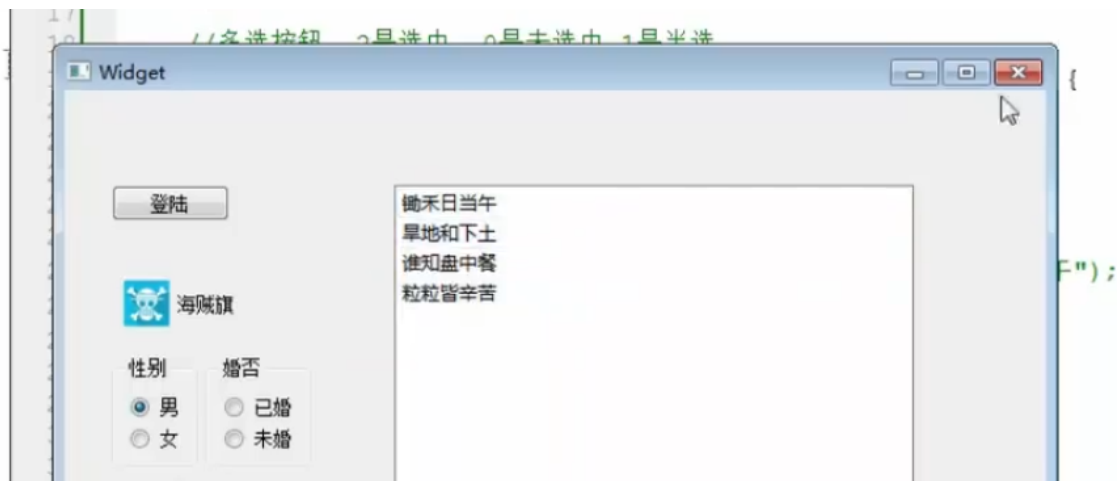 17
18
//多选按钮 2是选中 0是未选中 1是半选
Widget
{
登陆
锄禾日当午
旱地和下土
谁知盘中餐
粒粒皆辛苦
");
海贼旗
性别
婚否
男
已婚
女
未婚